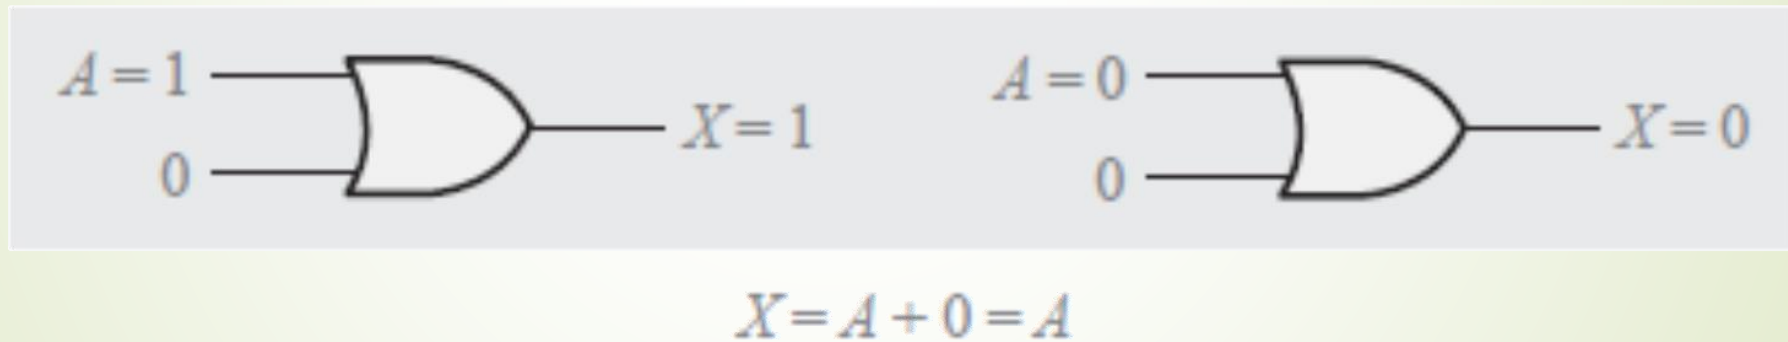 A = 1
0
X = 1
A = 0
0
X = 0
X = A + 0 = A